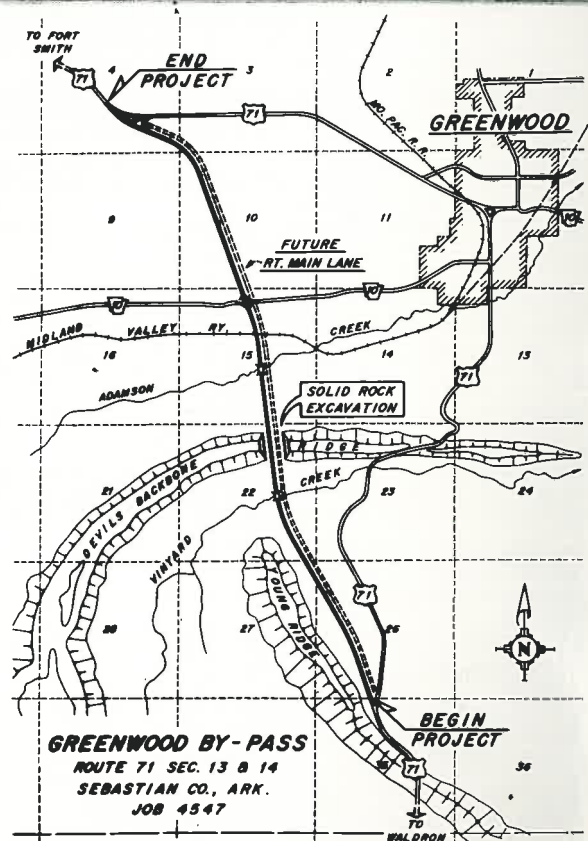 TO FORT
SMITH
71
4
END
PROJECT
3
2
1
71
MO. PAC. R.R.
GREENWOOD
9
10
11
10
FUTURE
RT. MAIN LANE
10
10
MIDLAND VALLEY RY.
CREEK
16
15
14
13
ADAMSON
71
SOLID ROCK
EXCAVATION
RIDGE
21
DEVILS BACKBONE
22
CREEK
23
24
VINYARD
71
28
27
YOUNG RIDGE
26
N
BEGIN
PROJECT
GREENWOOD BY-PASS
ROUTE 71 SEC. 13 & 14
SEBASTIAN CO., ARK.
JOB 4547
35
71
36
TO
WALDRON